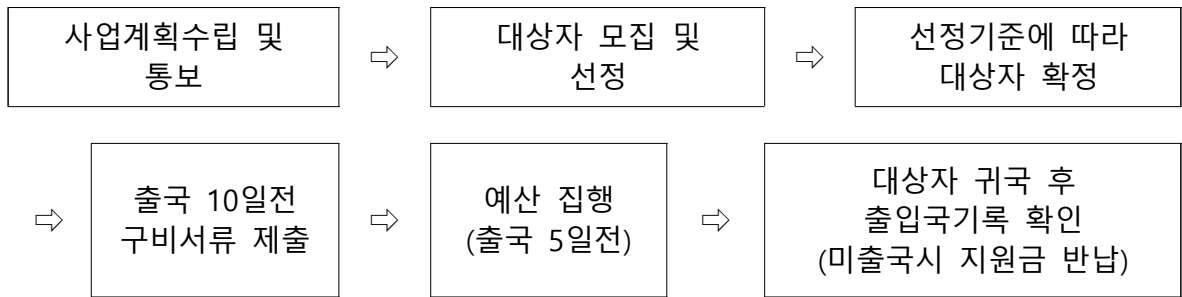 사업계획수립 및
통보
⇨
대상자 모집 및
선정
⇨
선정기준에 따라
대상자 확정
⇨
출국 10일전
구비서류 제출
⇨
예산 집행
(출국 5일전)
⇨
대상자 귀국 후
출입국기록 확인
(미출국시 지원금 반납)